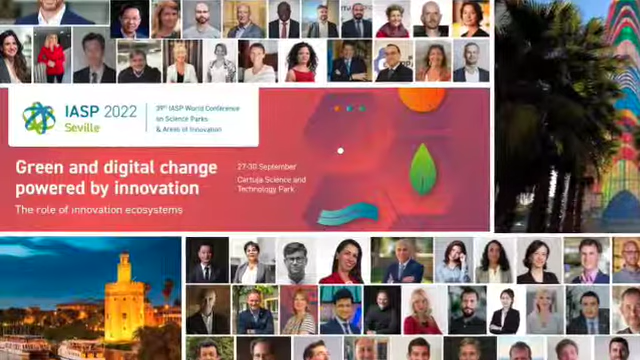 IASP 2022
Seville
39th IASP World Conference
on Science Parks
& Areas of Innovation
Green and digital change
powered by innovation
The role of innovation ecosystems
27-30 September
Cartuja Science and
Technology Park